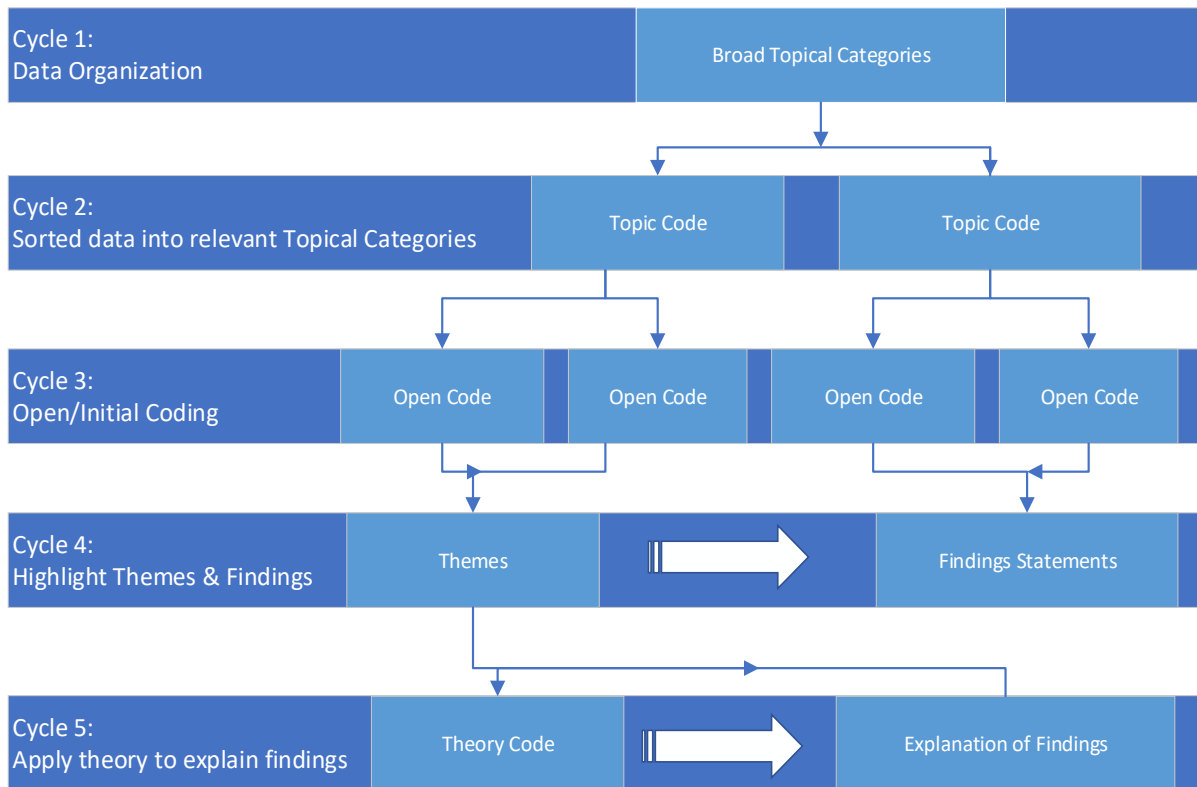 Cycle 1:
Data Organization
Broad Topical Categories
Cycle 2:
Sorted data into relevant Topical Categories
Topic Code
Topic Code
Cycle 3:
Open/Initial Coding
Open Code
Open Code
Open Code
Open Code
Cycle 4:
Highlight Themes & Findings
Themes
Findings Statements
Cycle 5:
Apply theory to explain findings
Theory Code
Explanation of Findings